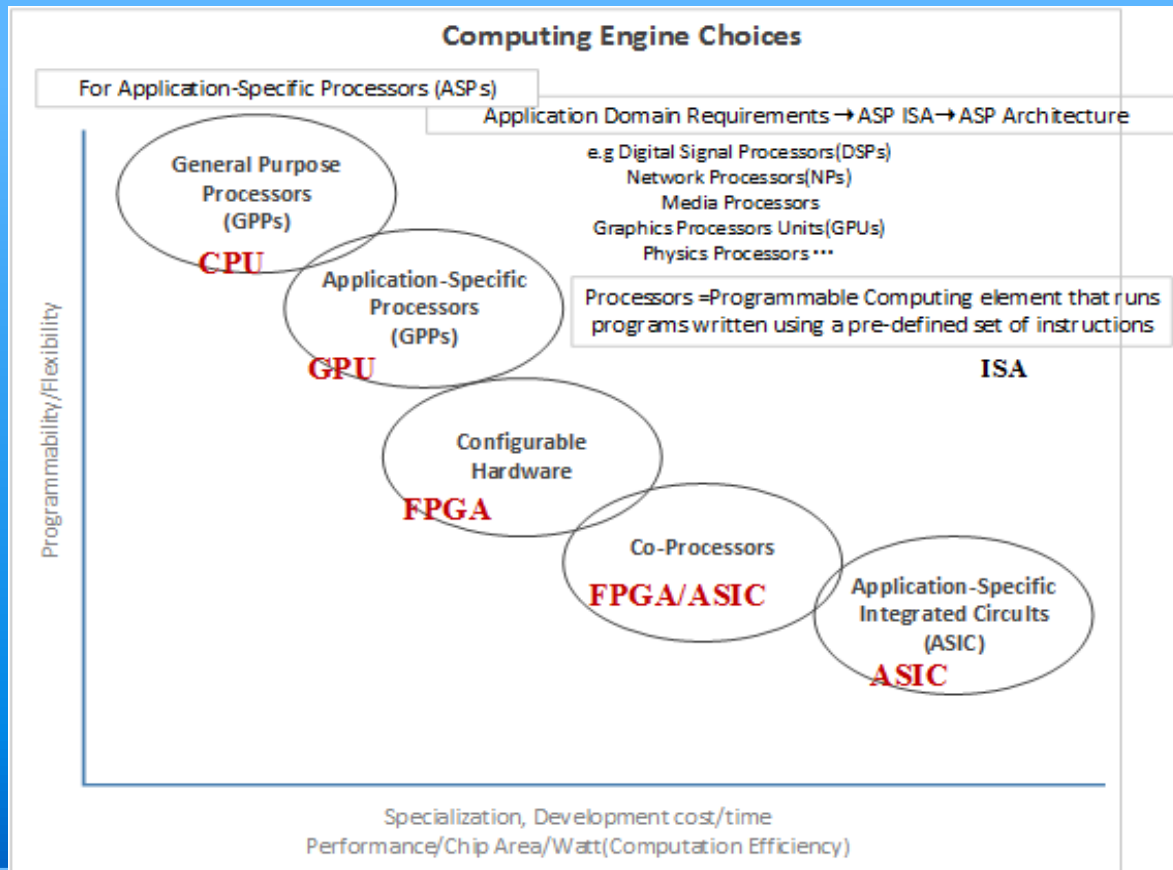 Computing Engine Choices
For Application-Specific Processors (ASPs)
Application Domain Requirements →ASP ISA→ASP Architecture
e.g Digital Signal Processors(DSPs)
Network Processors(NPs)
Media Processors
Graphics Processors Units(GPUs)
Physics Processors ···
Processors =Programmable Computing element that runs
programs written using a pre-defined set of instructions
ISA
General Purpose
Processors
(GPPs)
CPU
Application-Specific
Processors
(GPPs)
GPU
Configurable
Hardware
FPGA
Co-Processors
FPGA/ASIC
Application-Specific
Integrated Circults
(ASIC)
ASIC
Programmability/Flexibility
Specialization, Development cost/time
Performance/Chip Area/Watt(Computation Efficiency)